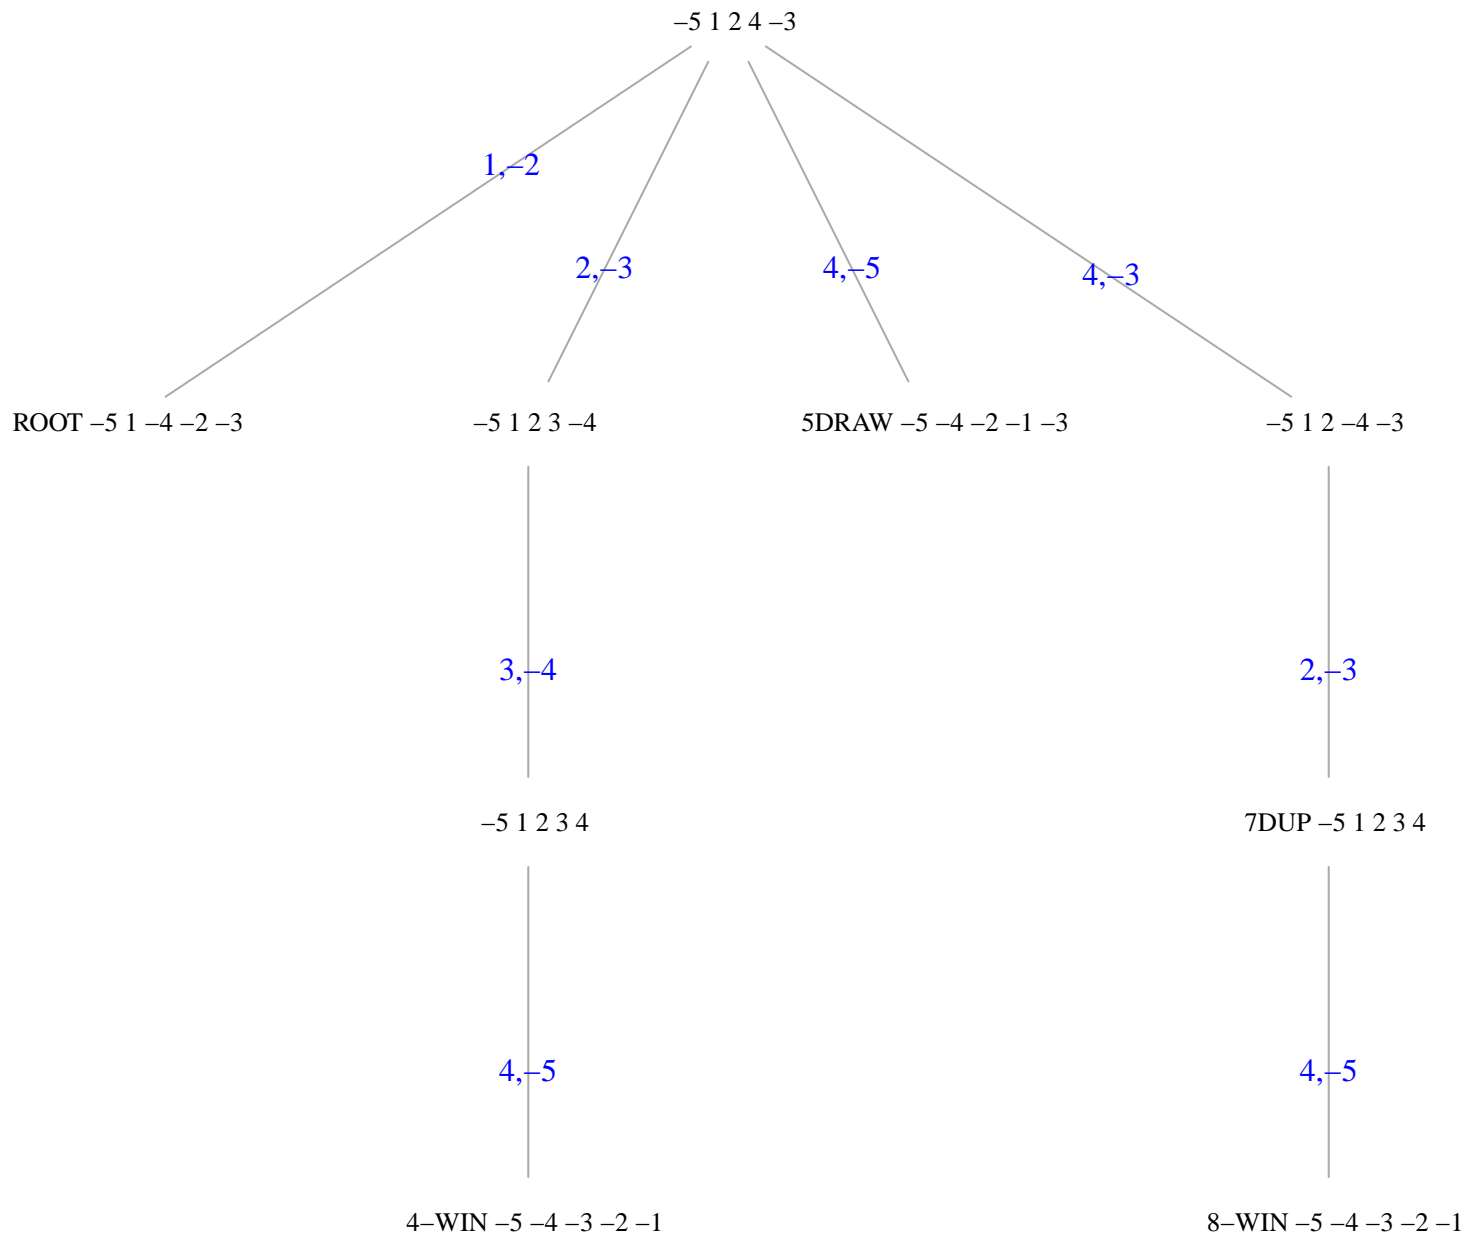 –5 1 2 4 –3
1,–2
2,–3
4,–5
4,–3
ROOT –5 1 –4 –2 –3
–5 1 2 3 –4
5DRAW –5 –4 –2 –1 –3
–5 1 2 –4 –3
3,–4
2,–3
–5 1 2 3 4
7DUP –5 1 2 3 4
4,–5
4,–5
4–WIN –5 –4 –3 –2 –1
8–WIN –5 –4 –3 –2 –1